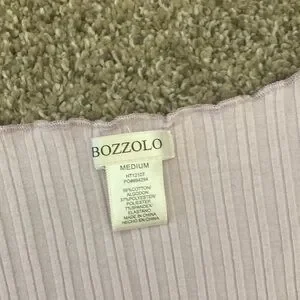 BOZZOLO
MEDIUM
COTTON/
ALGODON
POLYESTER/
POLIESTER
SPANDEX/
ELASTANO
MADE IN CHINA
HECHO EN CHINA